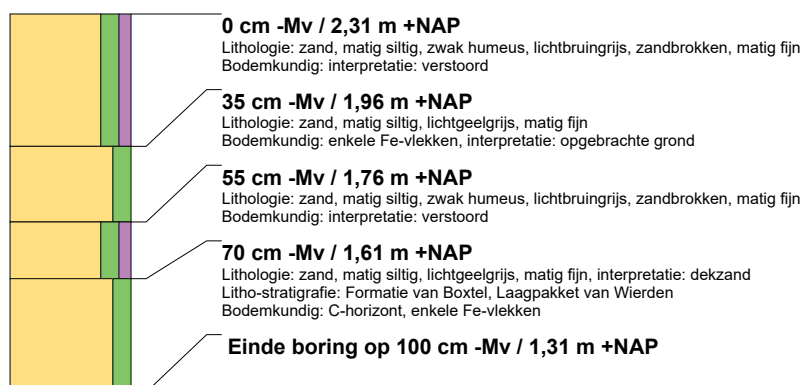 0 cm -Mv / 2,31 m +NAP
Lithologie: zand, matig siltig, zwak humeus, lichtbruingrijs, zandbrokken, matig fijn
Bodemkundig: interpretatie: verstoord
35 cm -Mv / 1,96 m +NAP
Lithologie: zand, matig siltig, lichtgeelgrijs, matig fijn
Bodemkundig: enkele Fe-vlekken, interpretatie: opgebrachte grond
55 cm -Mv / 1,76 m +NAP
Lithologie: zand, matig siltig, zwak humeus, lichtbruingrijs, zandbrokken, matig fijn
Bodemkundig: interpretatie: verstoord
70 cm -Mv / 1,61 m +NAP
Lithologie: zand, matig siltig, lichtgeelgrijs, matig fijn, interpretatie: dekzand
Litho-stratigrafie: Formatie van Boxtel, Laagpakket van Wierden
Bodemkundig: C-horizont, enkele Fe-vlekken
Einde boring op 100 cm -Mv / 1,31 m +NAP